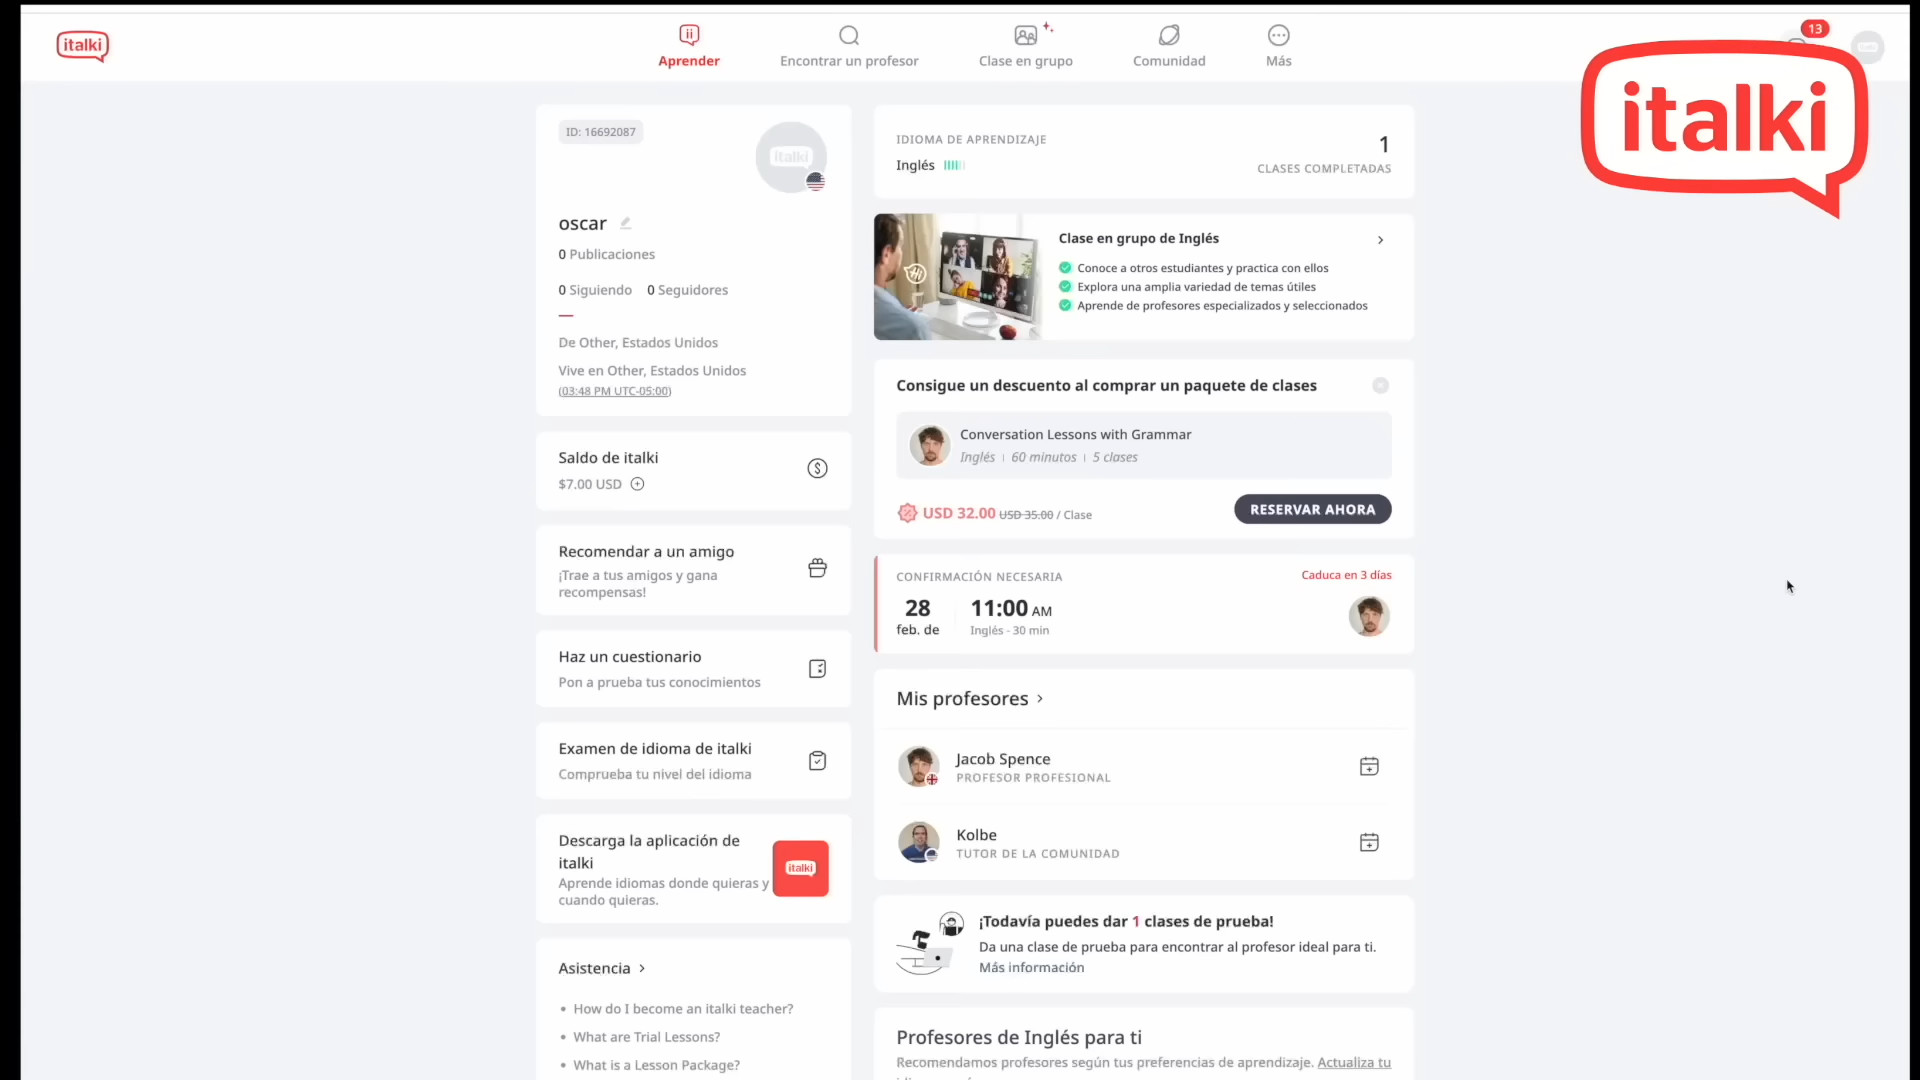 italki
Aprender
Encontrar un profesor
Clase en grupo
Comunidad
Más
13
italki
ID: 16692087
italki
oscar
0 Publicaciones
0 Siguiendo 0 Seguidores
De Other, Estados Unidos
Vive en Other, Estados Unidos
(03:48 PM UTC-05:00)
Saldo de italki
$7.00 USD
Recomendar a un amigo
¡Trae a tus amigos y gana
recompensas!
Haz un cuestionario
Pon a prueba tus conocimientos
Examen de idioma de italki
Comprueba tu nivel del idioma
Descarga la aplicación de
italki
Aprende idiomas donde quieras y
cuando quieras.
italki
Asistencia
• How do I become an italki teacher?
• What are Trial Lessons?
• What is a Lesson Package?
IDIOMA DE APRENDIZAJE
Inglés
1
CLASES COMPLETADAS
Hi
Clase en grupo de Inglés
Conoce a otros estudiantes y practica con ellos
Explora una amplia variedad de temas útiles
Aprende de profesores especializados y seleccionados
Consigue un descuento al comprar un paquete de clases
Conversation Lessons with Grammar
Inglés | 60 minutos | 5 clases
USD 32.00 USD 35.00 / Clase
RESERVAR AHORA
CONFIRMACIÓN NECESARIA
Caduca en 3 días
28
feb. de
11:00 AM
Inglés - 30 min
Mis profesores
Jacob Spence
PROFESOR PROFESIONAL
Kolbe
TUTOR DE LA COMUNIDAD
¡Todavía puedes dar 1 clases de prueba!
Da una clase de prueba para encontrar al profesor ideal para ti.
Más información
Profesores de Inglés para ti
Recomendamos profesores según tus preferencias de aprendizaje. Actualiza tu